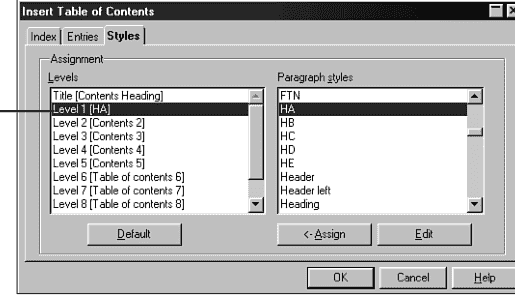 Insert Table of Contents
Index Entries Styles
Assignment
Levels
Title [Contents Heading]
Level 1 [HA]
Level 2 [Contents 2]
Level 3 [Contents 3]
Level 4 [Contents 4]
Level 5 [Contents 5]
Level 6 [Table of contents 6]
Level 7 [Table of contents 7]
Level 8 [Table of contents 8]
Default
Paragraph styles
FTN
HA
HB
HC
HD
HE
Header
Header left
Heading
<- Assign
Edit
OK
Cancel
Help